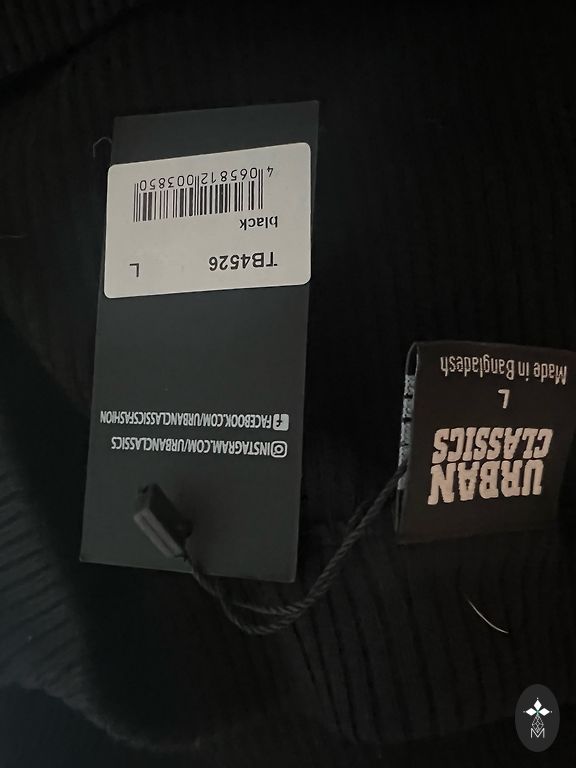 TB4526 L
black
4 065812 003850
INSTAGRAM.COM/URBANCLASSICS
FACEBOOK.COM/URBANCLASSICSFASHION
URBAN
CLASSICS
L
Made in Bangladesh
M